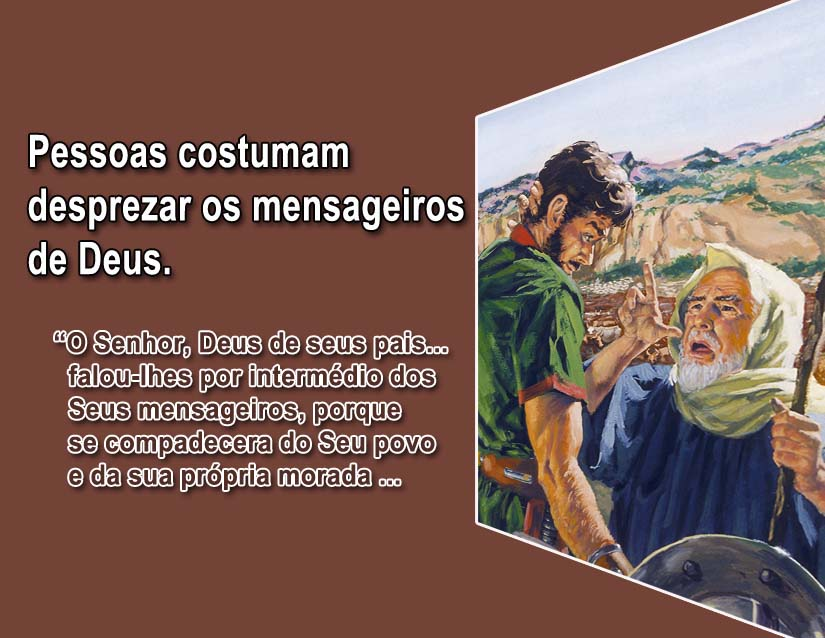 Pessoas costumam
desprezar os mensageiros
de Deus.
“O Senhor, Deus de seus pais...
falou-lhes por intermédio dos
Seus mensageiros, porque
se compadecera do Seu povo
e da sua própria morada ...